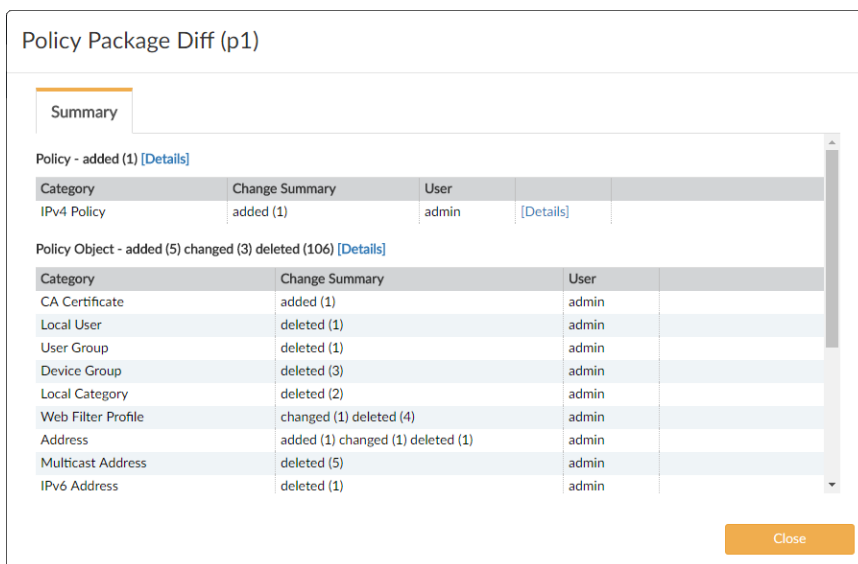 Policy Package Diff (p1)
Summary
Policy - added (1) [Details]
Category Change Summary User
IPv4 Policy added (1) admin [Details]
Policy Object - added (5) changed (3) deleted (106) [Details]
Category Change Summary User
CA Certificate added (1) admin
Local User deleted (1) admin
User Group deleted (1) admin
Device Group deleted (3) admin
Local Category deleted (2) admin
Web Filter Profile changed (1) deleted (4) admin
Address added (1) changed (1) deleted (1) admin
Multicast Address deleted (5) admin
IPv6 Address deleted (1) admin
Close